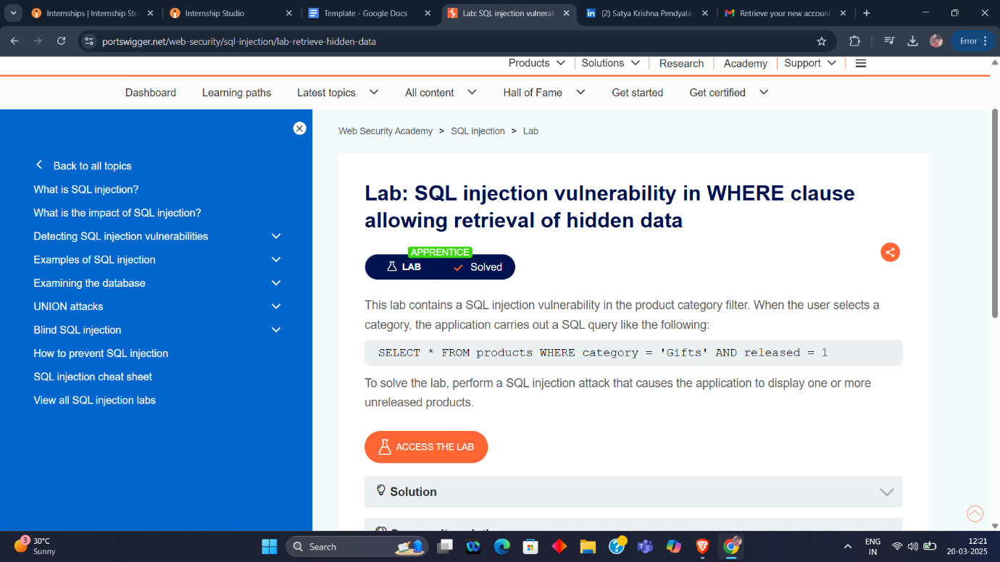 Internships | Internship Stu
Internship Studio
Template - Google Docs
Lab: SQL injection vulnerab
(2) Satya Krishna Pendyala
Retrieve your new account
portswigger.net/web-security/sql-injection/lab-retrieve-hidden-data
Error
Products
Solutions
Research
Academy
Support
Dashboard
Learning paths
Latest topics
All content
Hall of Fame
Get started
Get certified
Back to all topics
What is SQL injection?
What is the impact of SQL injection?
Detecting SQL injection vulnerabilities
Examples of SQL injection
Examining the database
UNION attacks
Blind SQL injection
How to prevent SQL injection
SQL injection cheat sheet
View all SQL injection labs
Web Security Academy > SQL injection > Lab
Lab: SQL injection vulnerability in WHERE clause
allowing retrieval of hidden data
APPRENTICE
LAB
Solved
This lab contains a SQL injection vulnerability in the product category filter. When the user selects a
category, the application carries out a SQL query like the following:
SELECT * FROM products WHERE category = 'Gifts' AND released = 1
To solve the lab, perform a SQL injection attack that causes the application to display one or more
unreleased products.
ACCESS THE LAB
Solution
3
30°C
Sunny
Search
ENG
IN
12:21
20-03-2025